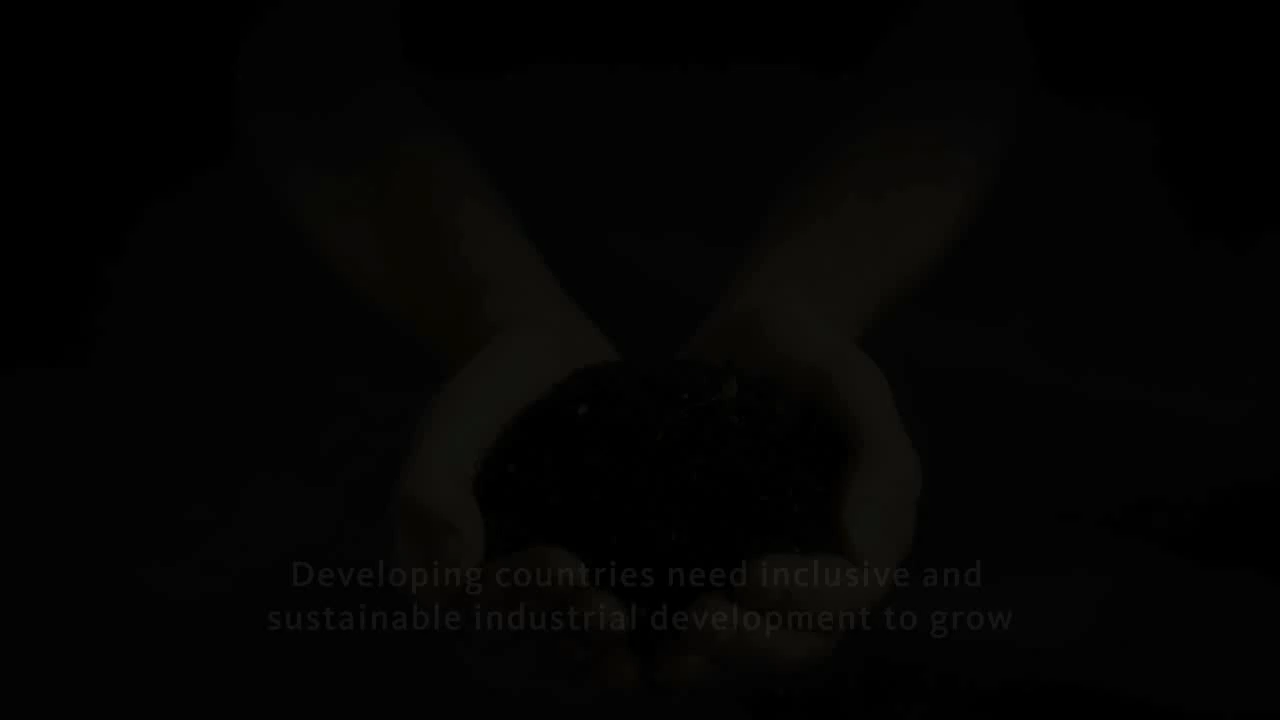 Developing countries need inclusive and
sustainable industrial development to grow